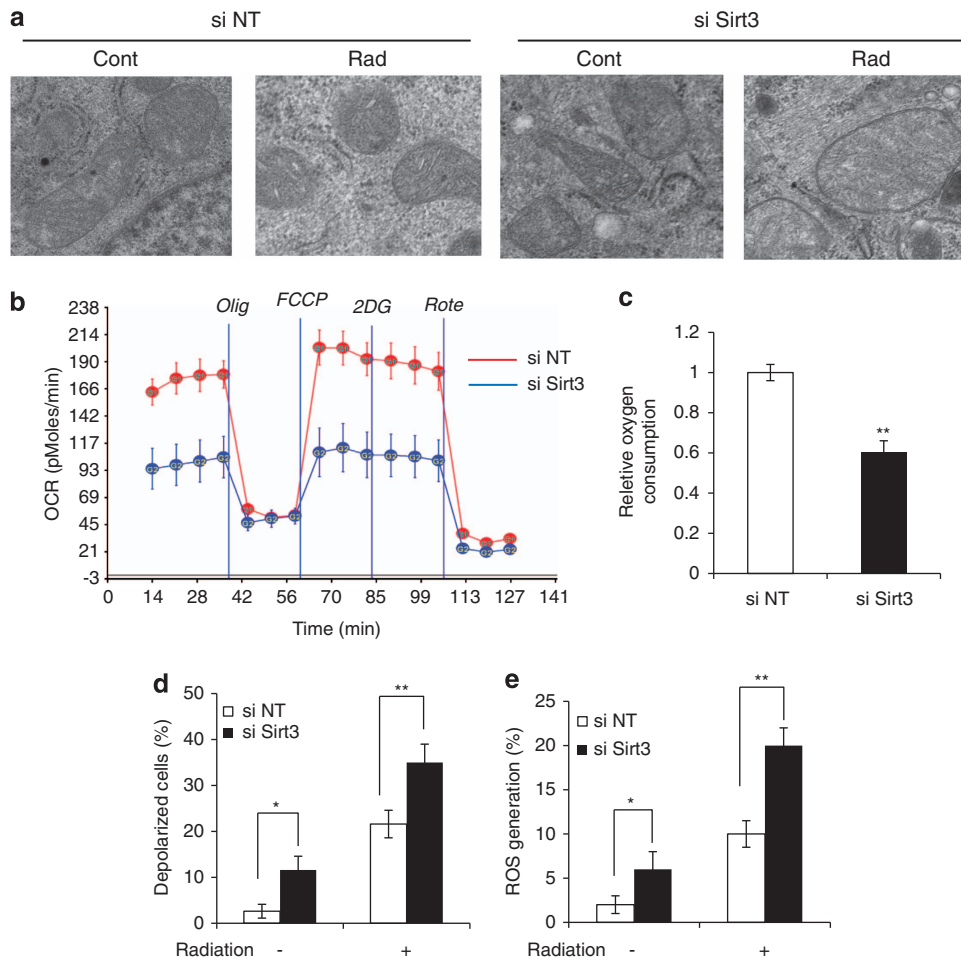 a
si NT
si Sirt3
Cont
Rad
Cont
Rad
b
238
214
190
166
142
117
93
69
45
21
-3
OCR (pMoles/min)
Olig
FCCP
2DG
Rote
si NT
si Sirt3
0 14 28 42 56 70 85 99 113 127 141
Time (min)
c
1.2
1
0.8
0.6
0.4
0.2
0
Relative oxygen
consumption
**
si NT
si Sirt3
d
50
40
30
20
10
0
Depolarized cells (%)
si NT
si Sirt3
*
**
Radiation - +
e
25
20
15
10
5
0
ROS generation (%)
si NT
si Sirt3
*
**
Radiation - +